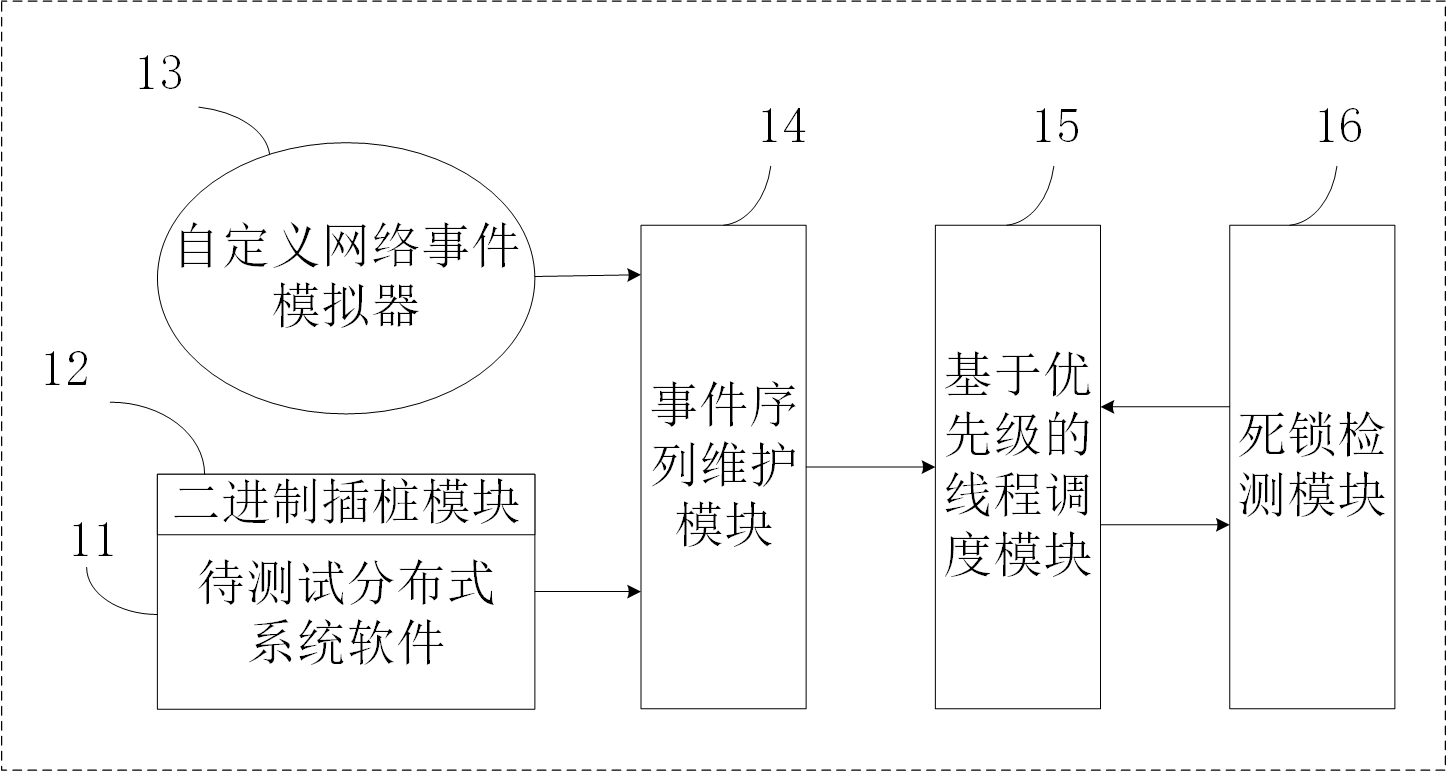 13
自定义网络事件
模拟器
12
二进制插桩模块
11
待测试分布式
系统软件
14
事件序
列维护
模块
15
基于优
先级的
线程调
度模块
16
死锁检
测模块